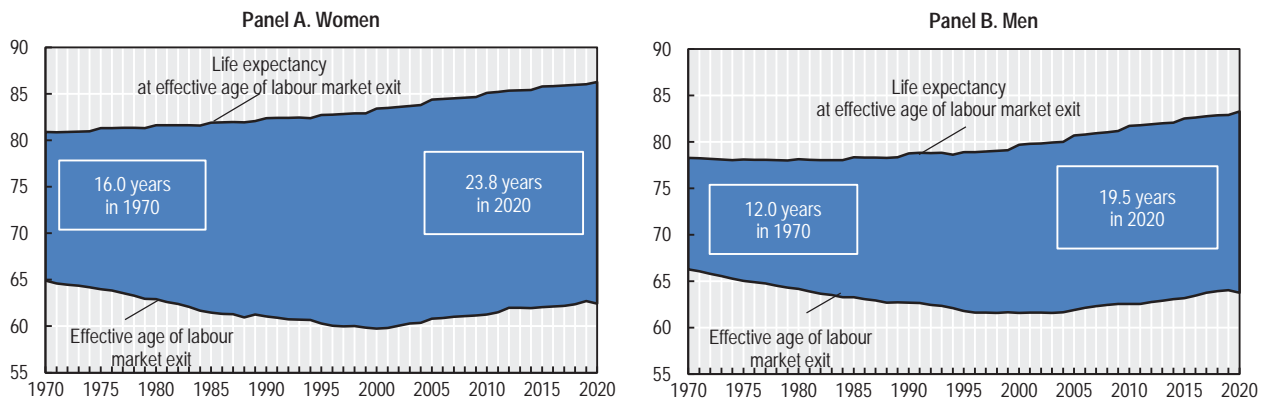 Panel A. Women
90
85
80
75
70
65
60
55
1970 1975 1980 1985 1990 1995 2000 2005 2010 2015 2020
Life expectancy
at effective age of labour market exit
16.0 years
in 1970
23.8 years
in 2020
Effective age of labour
market exit
Panel B. Men
90
85
80
75
70
65
60
55
1970 1975 1980 1985 1990 1995 2000 2005 2010 2015 2020
Life expectancy
at effective age of labour market exit
12.0 years
in 1970
19.5 years
in 2020
Effective age of labour
market exit